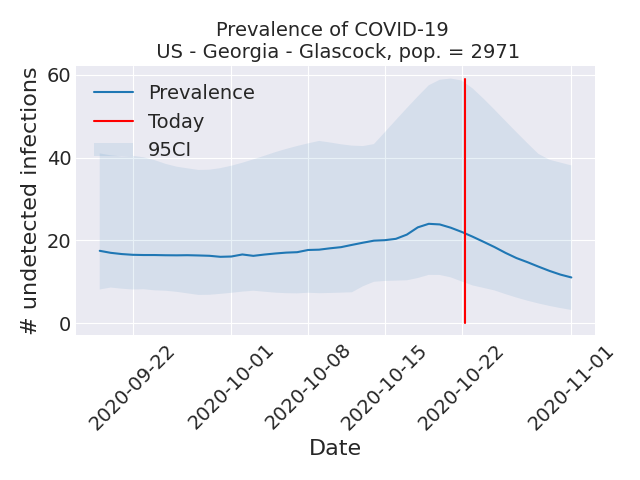 Prevalence of COVID-19
US - Georgia - Glascock, pop. = 2971
# undetected infections
60
40
20
0
Prevalence
Today
95CI
2020-09-22
2020-10-01
2020-10-08
2020-10-15
2020-10-22
2020-11-01
Date